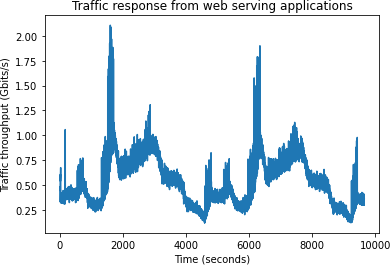 Traffic response from web serving applications
Traffic throughput (Gbits/s)
2.00
1.75
1.50
1.25
1.00
0.75
0.50
0.25
0 2000 4000 6000 8000 10000
Time (seconds)